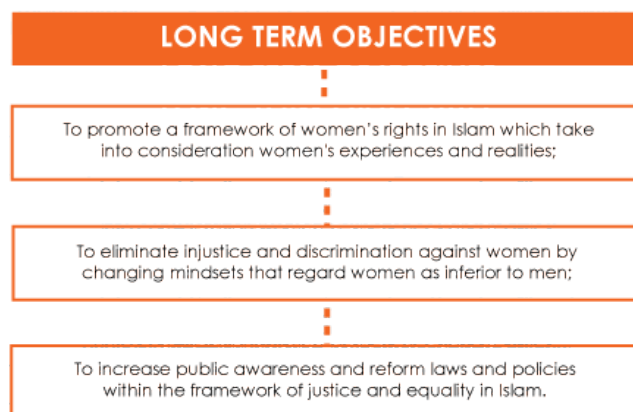 LONG TERM OBJECTIVES
To promote a framework of women’s rights in Islam which take
into consideration women's experiences and realities;
To eliminate injustice and discrimination against women by
changing mindsets that regard women as inferior to men;
To increase public awareness and reform laws and policies
within the framework of justice and equality in Islam.